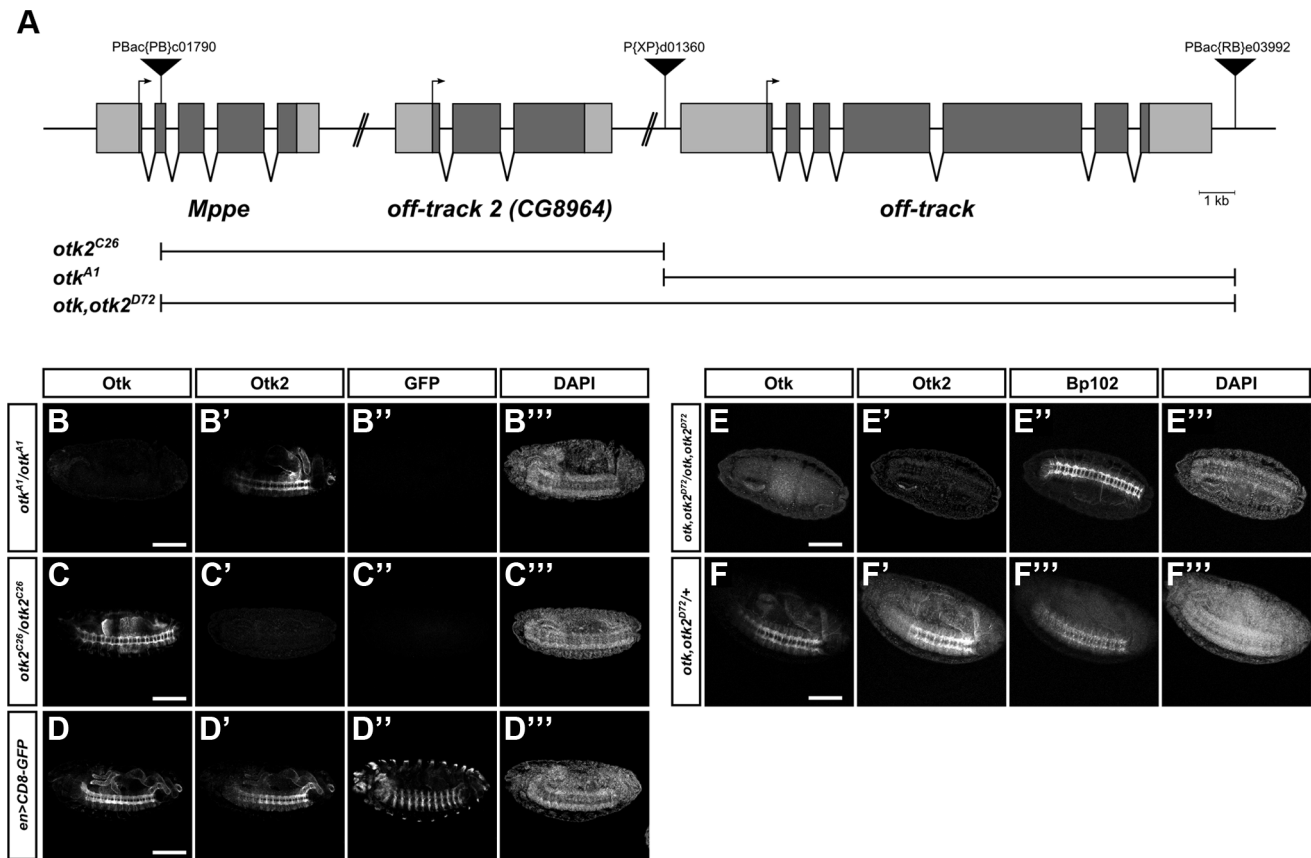 A
PBac{PB}c01790
P{XP}d01360
PBac{RB}e03992
1 kb
Mppe
off-track 2 (CG8964)
off-track
otk2C26
otkA1
otk,otk2D72
Otk
Otk2
GFP
DAPI
otkA1/otkA1
B
B'
B''
B'''
otk2C26/otk2C26
C
C'
C''
C'''
en>CD8-GFP
D
D'
D''
D'''
Otk
Otk2
Bp102
DAPI
otk,otk2D72/otk,otk2D72
E
E'
E''
E'''
otk,otk2D72/+
F
F'
F'''
F'''